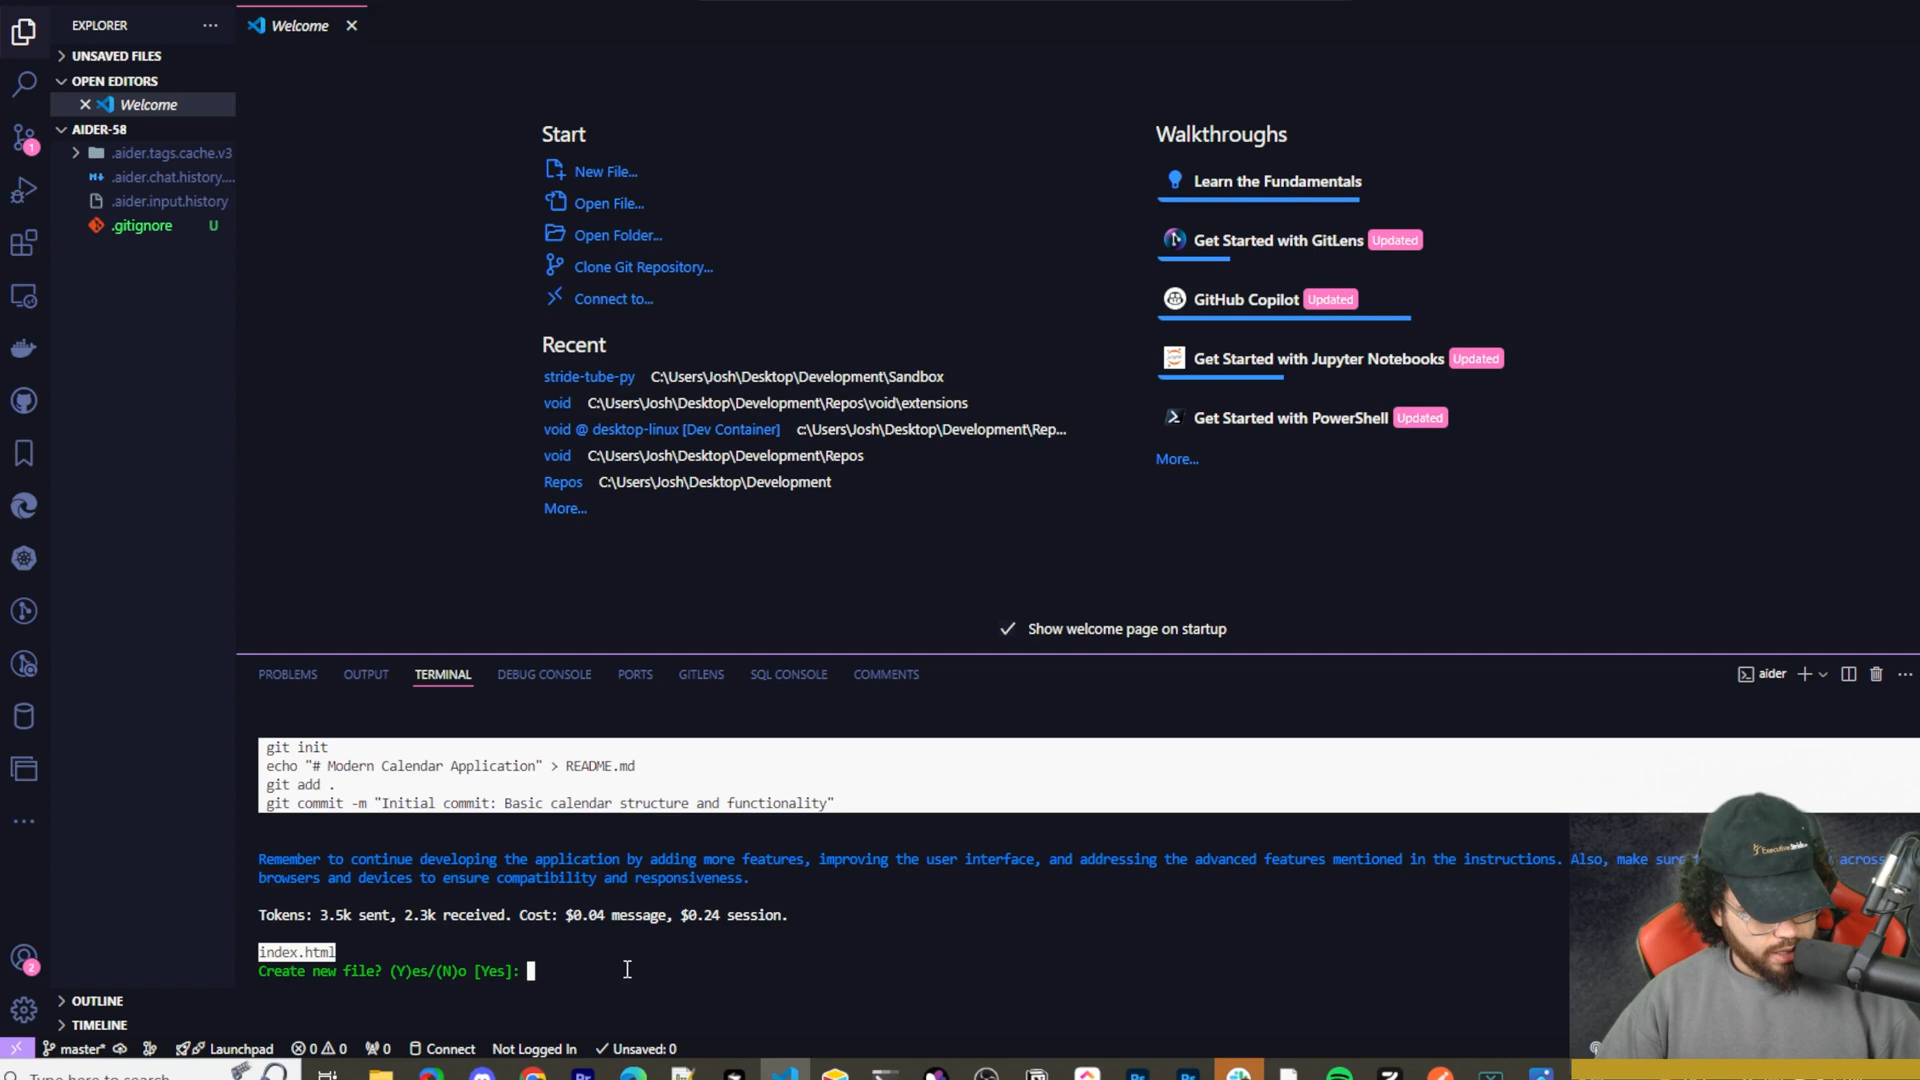 EXPLORER
Welcome
UNSAVED FILES
OPEN EDITORS
Welcome
AIDER-58
.aider.tags.cache.v3
.aider.chat.history....
.aider.input.history
.gitignore U
1
Start
New File...
Open File...
Open Folder...
Clone Git Repository...
Connect to...
Recent
stride-tube-py C:\Users\Josh\Desktop\Development\Sandbox
void C:\Users\Josh\Desktop\Development\Repos\void\extensions
void @ desktop-linux [Dev Container] c:\Users\Josh\Desktop\Development\Rep...
void C:\Users\Josh\Desktop\Development\Repos
Repos C:\Users\Josh\Desktop\Development
More...
Walkthroughs
Learn the Fundamentals
Get Started with GitLens Updated
GitHub Copilot Updated
Get Started with Jupyter Notebooks Updated
Get Started with PowerShell Updated
More...
Show welcome page on startup
PROBLEMS OUTPUT TERMINAL DEBUG CONSOLE PORTS GITLENS SQL CONSOLE COMMENTS
aider
git init
echo "# Modern Calendar Application" > README.md
git add .
git commit -m "Initial commit: Basic calendar structure and functionality"
Remember to continue developing the application by adding more features, improving the user interface, and addressing the advanced features mentioned in the instructions. Also, make sure across
browsers and devices to ensure compatibility and responsiveness.
Tokens: 3.5k sent, 2.3k received. Cost: $0.04 message, $0.24 session.
index.html
Create new file? (Y)es/(N)o [Yes]:
2
OUTLINE
TIMELINE
master* Launchpad 0 0 0 Connect Not Logged In Unsaved: 0
Type here to search